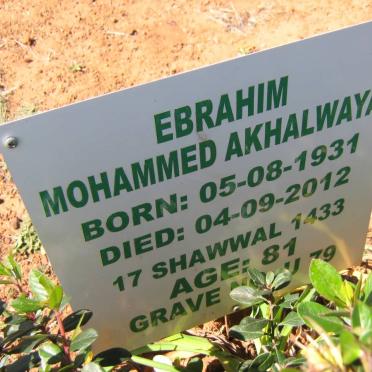 EBRAHIM
MOHAMMED AKHALWAYA
BORN: 05-08-1931
DIED: 04-09-2012
17 SHAWWAL 1433
AGE: 81
GRAVE